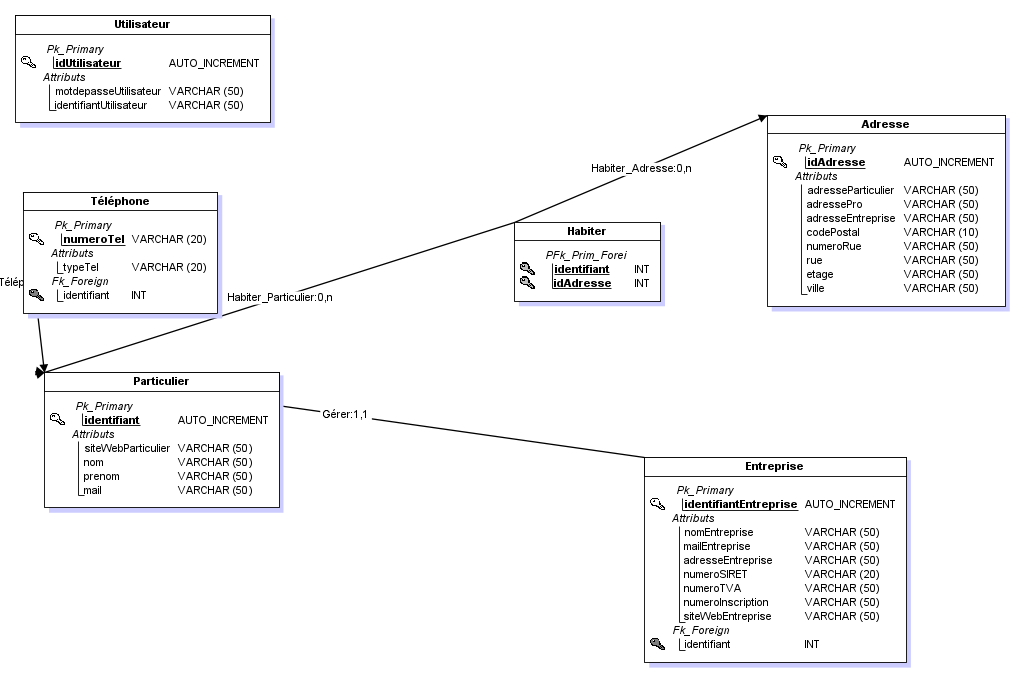 Utilisateur
Pk_Primary
idUtilisateur AUTO_INCREMENT
Attributs
motdepasseUtilisateur VARCHAR (50)
identifiantUtilisateur VARCHAR (50)
Adresse
Pk_Primary
idAdresse AUTO_INCREMENT
Attributs
adresseParticulier VARCHAR (50)
adressePro VARCHAR (50)
adresseEntreprise VARCHAR (50)
codePostal VARCHAR (10)
numeroRue VARCHAR (50)
rue VARCHAR (50)
etage VARCHAR (50)
ville VARCHAR (50)
Habiter_Adresse:0,n
Téléphone
Pk_Primary
numeroTel VARCHAR (20)
Attributs
typeTel VARCHAR (20)
Fk_Foreign
identifiant INT
Télép
Habiter
PFk_Prim_Forei
identifiant INT
idAdresse INT
Habiter_Particulier:0,n
Particulier
Pk_Primary
identifiant AUTO_INCREMENT
Attributs
siteWebParticulier VARCHAR (50)
nom VARCHAR (50)
prenom VARCHAR (50)
mail VARCHAR (50)
Gérer:1,1
Entreprise
Pk_Primary
identifiantEntreprise AUTO_INCREMENT
Attributs
nomEntreprise VARCHAR (50)
mailEntreprise VARCHAR (50)
adresseEntreprise VARCHAR (50)
numeroSIRET VARCHAR (20)
numeroTVA VARCHAR (50)
numeroInscription VARCHAR (50)
siteWebEntreprise VARCHAR (50)
Fk_Foreign
identifiant INT